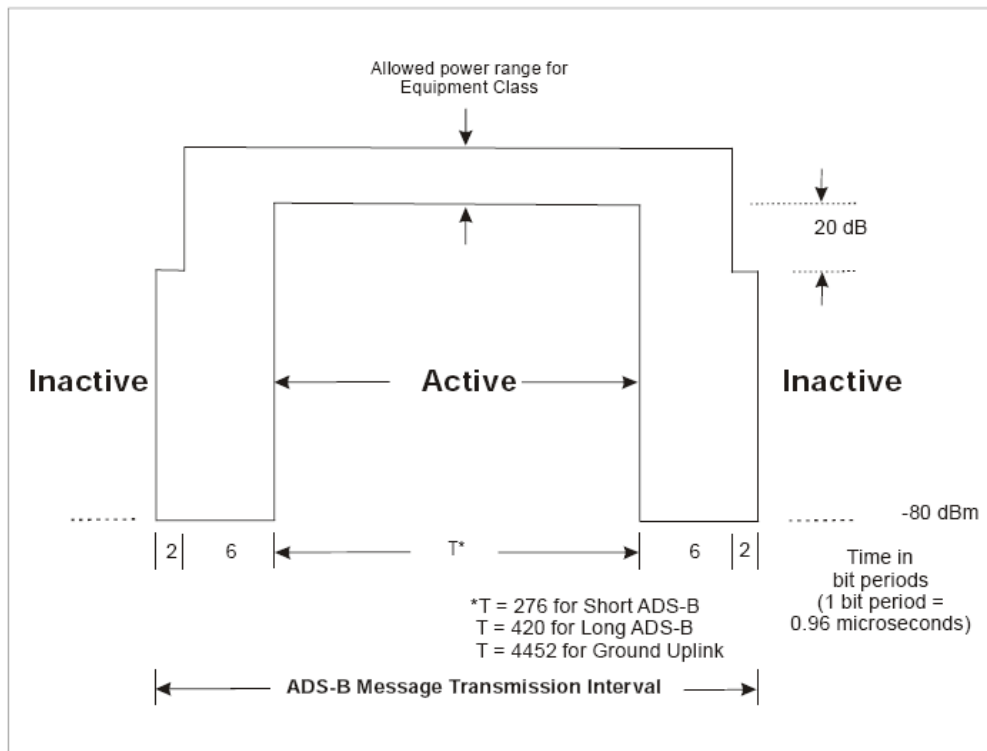 Allowed power range for
Equipment Class
20 dB
Inactive
Active
Inactive
-80 dBm
2
6
T*
6
2
Time in
bit periods
(1 bit period =
0.96 microseconds)
*T = 276 for Short ADS-B
T = 420 for Long ADS-B
T = 4452 for Ground Uplink
ADS-B Message Transmission Interval